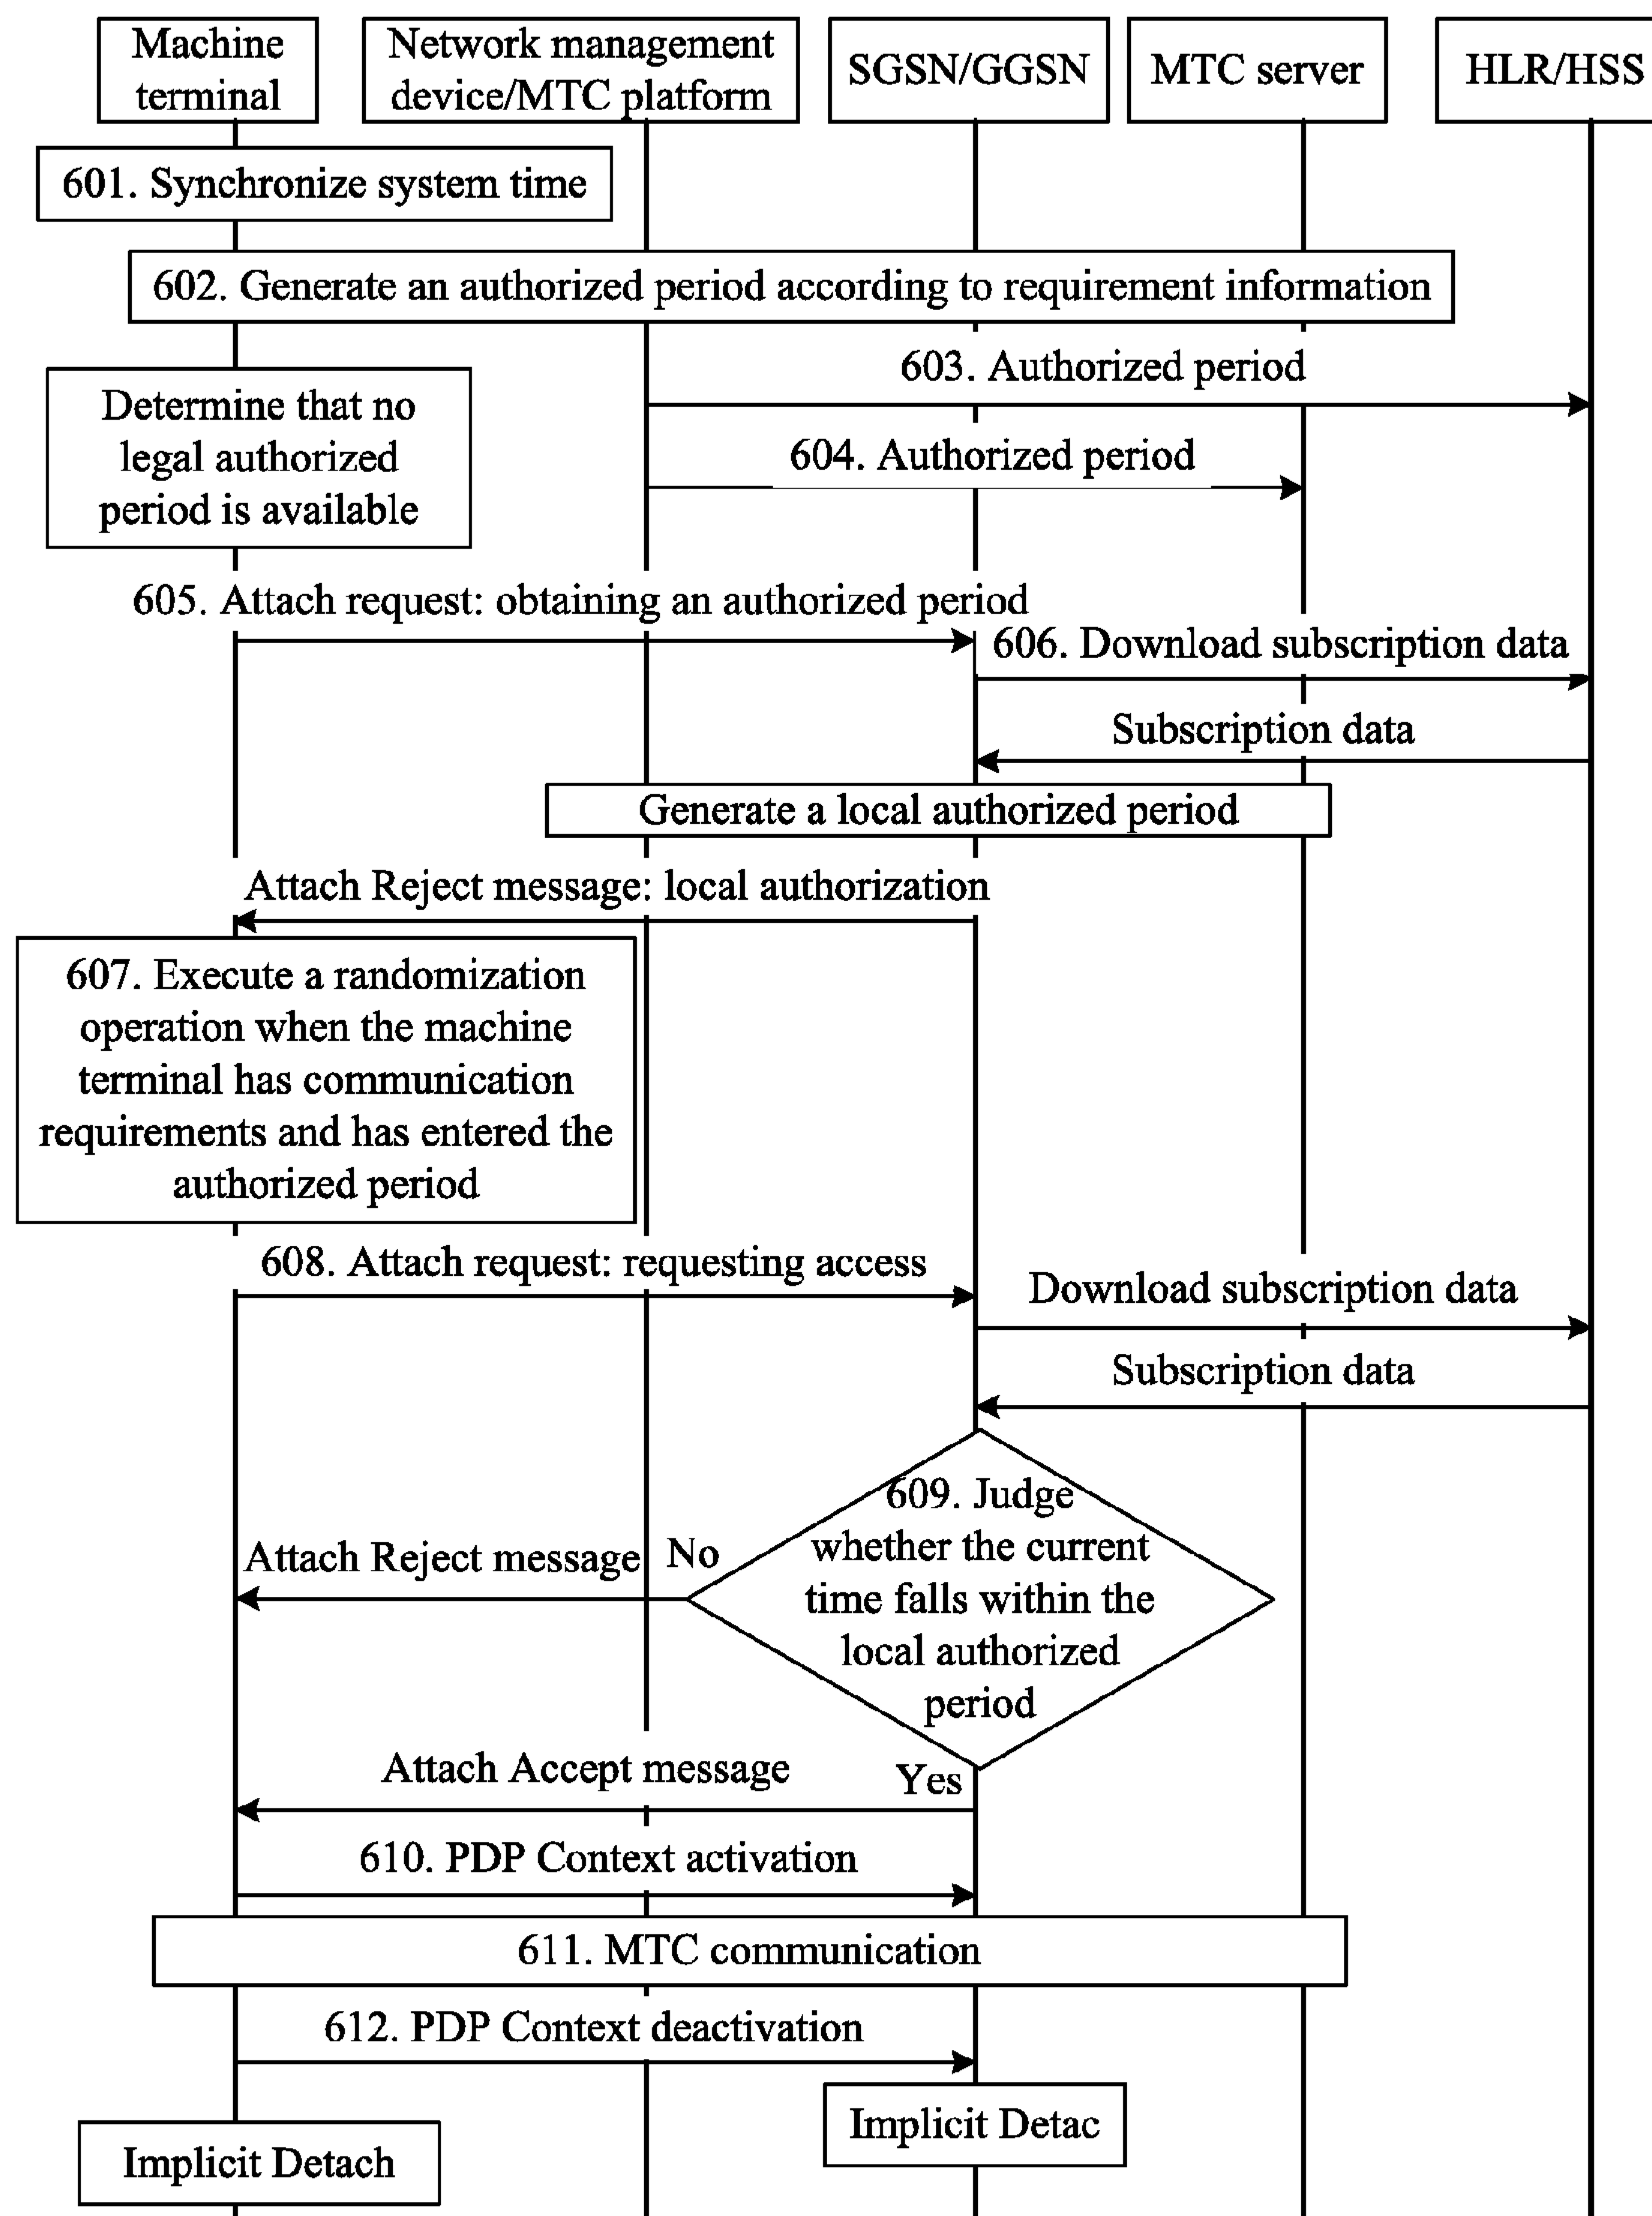 Machine
terminal
Network management
device/MTC platform
SGSN/GGSN
MTC server
HLR/HSS
601. Synchronize system time
602. Generate an authorized period according to requirement information
603. Authorized period
Determine that no
legal authorized
period is available
604. Authorized period
605. Attach request: obtaining an authorized period
606. Download subscription data
Subscription data
Generate a local authorized period
Attach Reject message: local authorization
607. Execute a randomization
operation when the machine
terminal has communication
requirements and has entered the
authorized period
608. Attach request: requesting access
Download subscription data
Subscription data
609. Judge
whether the current
time falls within the
local authorized
period
Attach Reject message
No
Attach Accept message
Yes
610. PDP Context activation
611. MTC communication
612. PDP Context deactivation
Implicit Detac
Implicit Detach